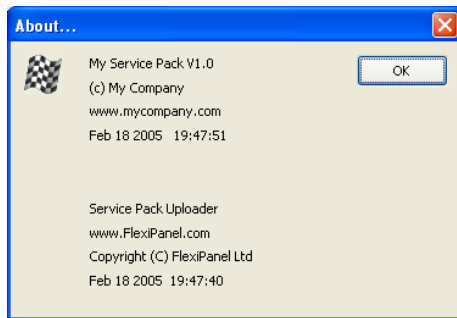 About...
My Service Pack V1.0
OK
(c) My Company
www.mycompany.com
Feb 18 2005   19:47:51
Service Pack Uploader
www.FlexiPanel.com
Copyright (C) FlexiPanel Ltd
Feb 18 2005  19:47:40